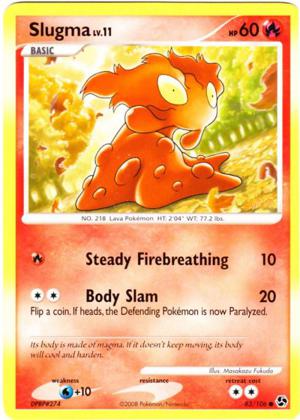 Slugma LV.11 HP 60
BASIC
NO. 218 Lava Pokémon HT: 2'04" WT: 77.2 lbs.
Steady Firebreathing 10
Body Slam 20
Flip a coin. If heads, the Defending Pokémon is now Paralyzed.
Its body is made of magma. If it doesn't keep moving, its body
will cool and harden.
weakness resistance retreat cost
+10
Illus. Masakazu Fukuda
DPBP#274 ©2008 Pokémon/Nintendo 83/106